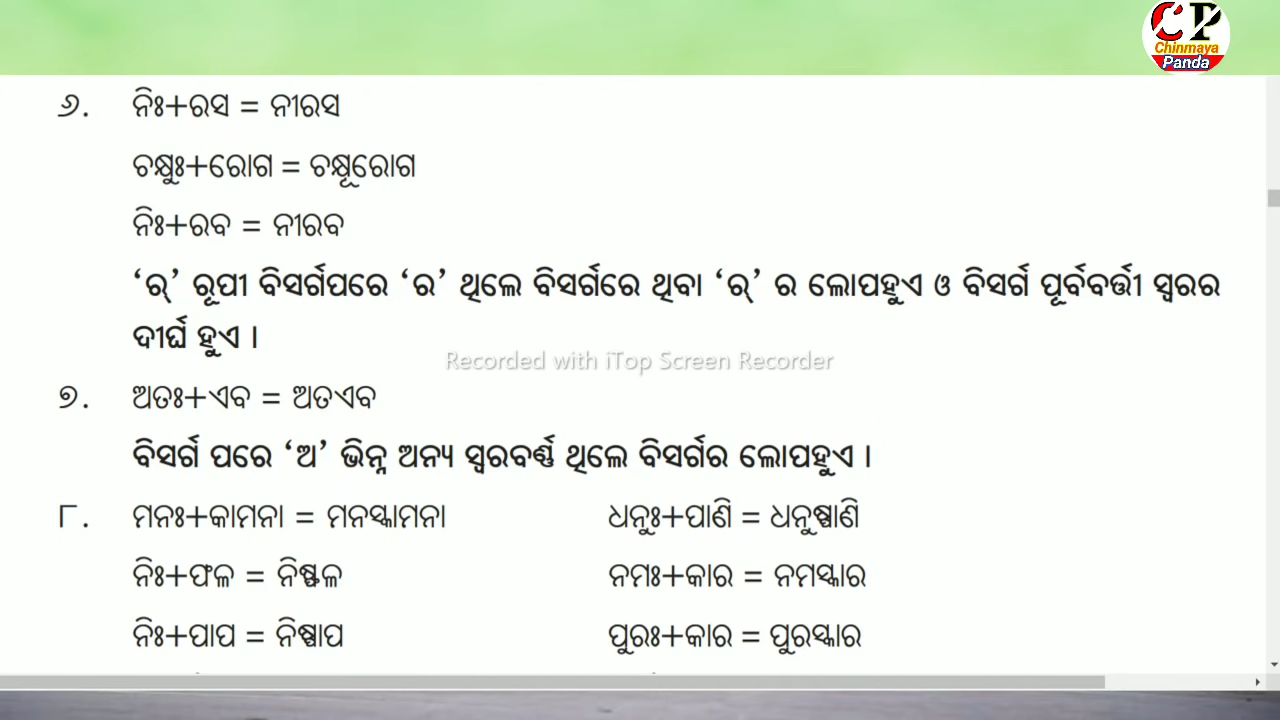 CP
Chinmaya
Panda
୬. ନିଃ+ରସ = ନୀରସ
ଚକ୍ଷୁଃ+ରୋଗ = ଚକ୍ଷୂରୋଗ
ନିଃ+ରବ = ନୀରବ
‘ର୍’ ରୂପୀ ବିସର୍ଗପରେ ‘ର’ ଥିଲେ ବିସର୍ଗରେ ଥିବା ‘ର୍’ ର ଲୋପହୁଏ ଓ ବିସର୍ଗ ପୂର୍ବବର୍ତ୍ତୀ ସ୍ୱରର
ଦୀର୍ଘ ହୁଏ ।
Recorded with iTop Screen Recorder
୭. ଅତଃ+ଏବ = ଅତଏବ
ବିସର୍ଗ ପରେ ‘ଅ’ ଭିନ୍ନ ଅନ୍ୟ ସ୍ୱରବର୍ଣ୍ଣ ଥିଲେ ବିସର୍ଗର ଲୋପହୁଏ ।
୮. ମନଃ+କାମନା = ମନସ୍କାମନା ଧନୁଃ+ପାଣି = ଧନୁଷ୍ପାଣି
ନିଃ+ଫଳ = ନିଷ୍ଫଳ ନମଃ+କାର = ନମସ୍କାର
ନିଃ+ପାପ = ନିଷ୍ପାପ ପୁରଃ+କାର = ପୁରସ୍କାର